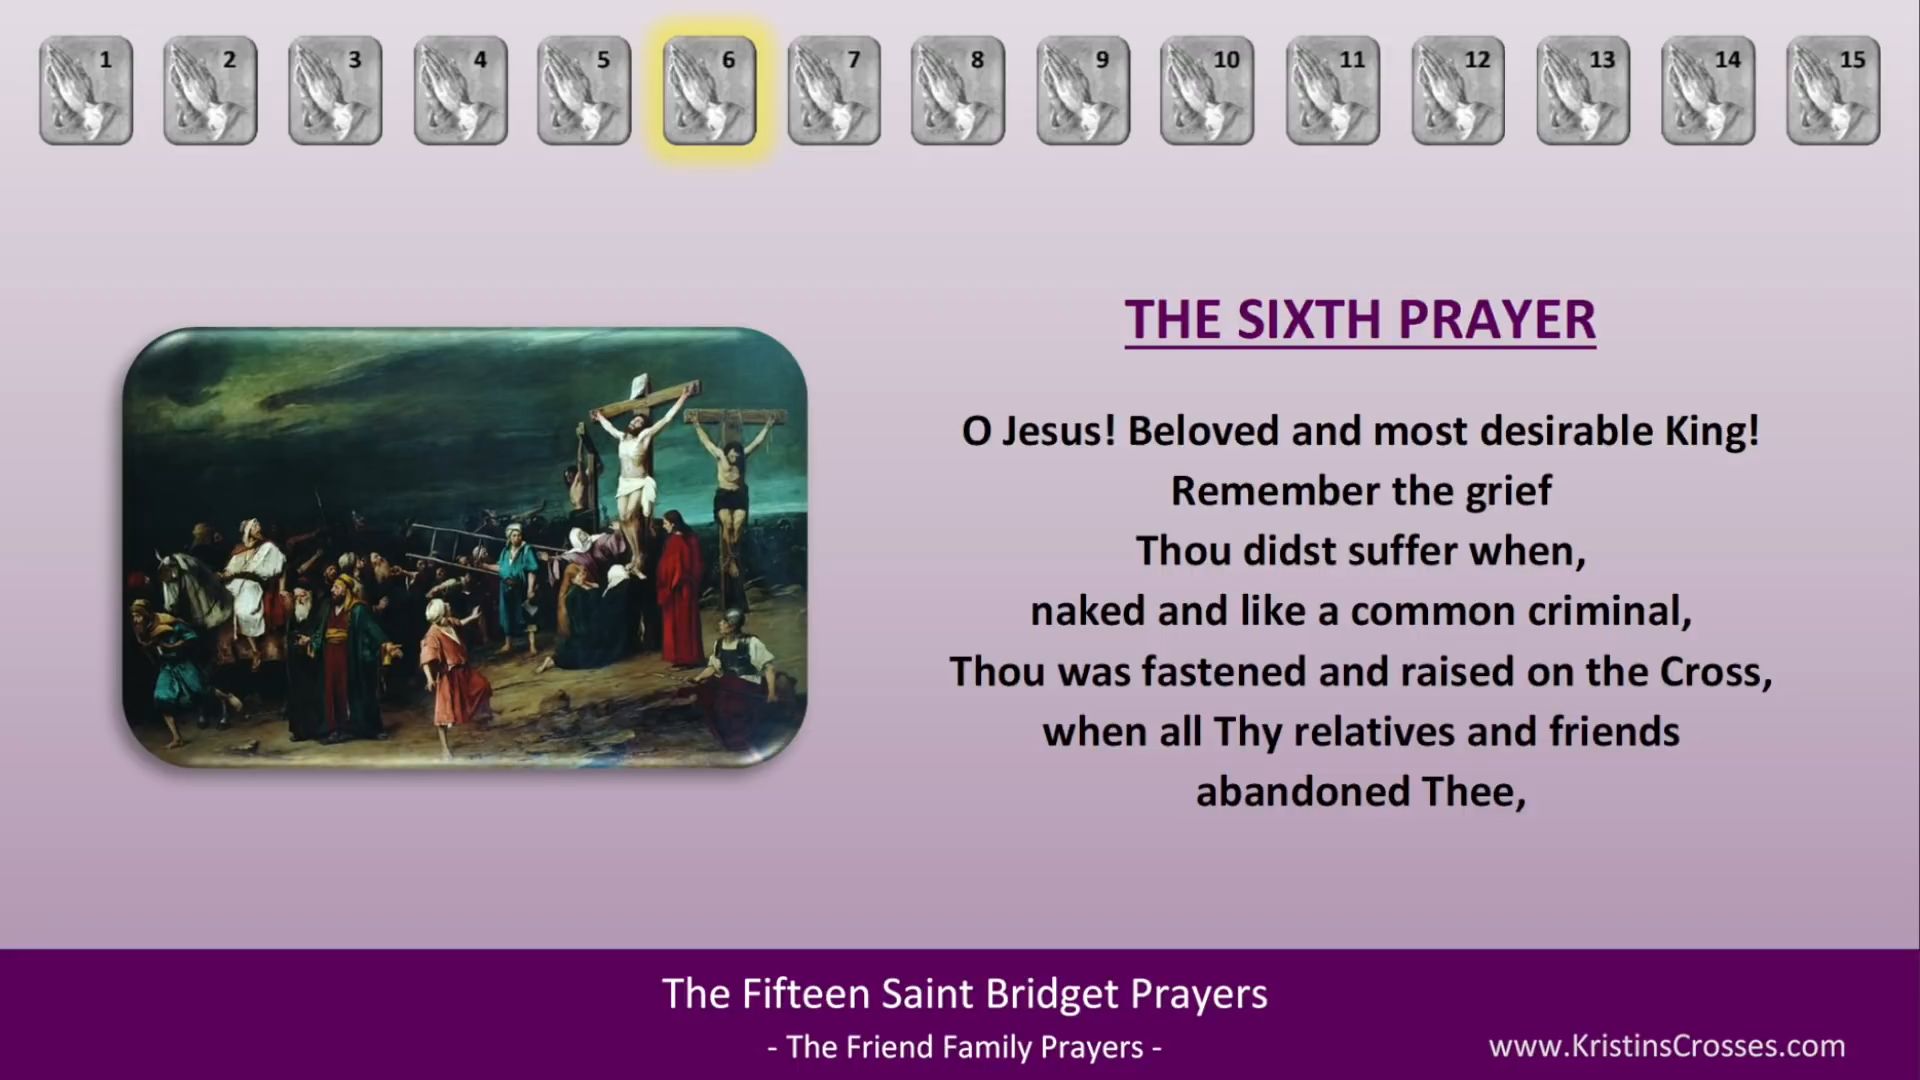 1 2 3 4 5 6 7 8 9 10 11 12 13 14 15
THE SIXTH PRAYER
O Jesus! Beloved and most desirable King!
Remember the grief
Thou didst suffer when,
naked and like a common criminal,
Thou was fastened and raised on the Cross,
when all Thy relatives and friends
abandoned Thee,
The Fifteen Saint Bridget Prayers
- The Friend Family Prayers -
www.KristinsCrosses.com